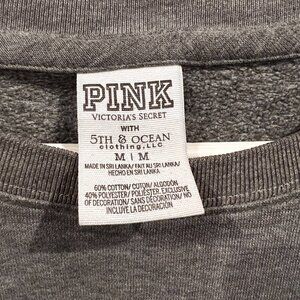 PINK
VICTORIA'S SECRET
WITH
5TH & OCEAN
clothing, LLC
M | M
MADE IN SRI LANKA/ FAIT AU SRI LANKA/
HECHO EN SRI LANKA
60% COTTON/ COTON/ ALGODÓN
40% POLYESTER/ POLIÉSTER, EXCLUSIVE
OF DECORATION/ SANS DÉCORATION/ NO
INCLUYE LA DECORACIÓN